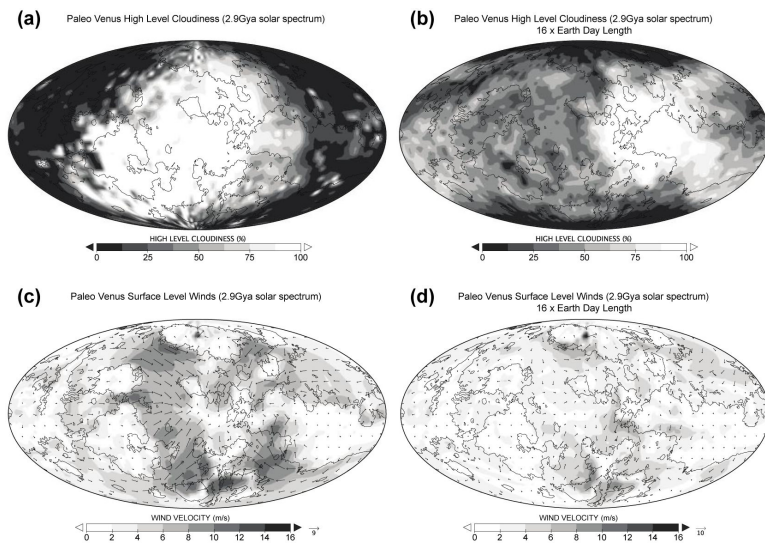 (a)
Paleo Venus High Level Cloudiness (2.9Gya solar spectrum)
HIGH LEVEL CLOUDINESS (%)
0 25 50 75 100
(b)
Paleo Venus High Level Cloudiness (2.9Gya solar spectrum)
16 x Earth Day Length
HIGH LEVEL CLOUDINESS (%)
0 25 50 75 100
(c)
Paleo Venus Surface Level Winds (2.9Gya solar spectrum)
WIND VELOCITY (m/s)
0 2 4 6 8 10 12 14 16 9
(d)
Paleo Venus Surface Level Winds (2.9Gya solar spectrum)
16 x Earth Day Length
WIND VELOCITY (m/s)
0 2 4 6 8 10 12 14 16 10